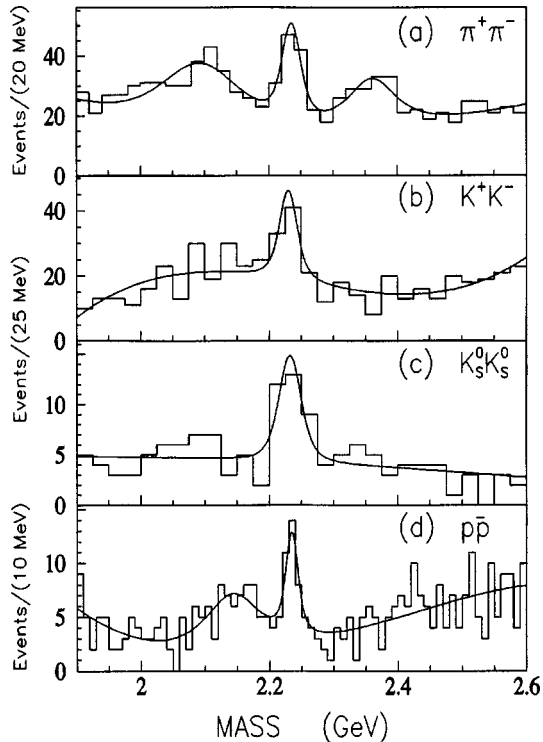 (a) π⁺π⁻
Events/(20 MeV)
40
20
0
(b) K⁺K⁻
Events/(25 MeV)
40
20
0
(c) K⁰ₛK⁰ₛ
10
5
0
(d) pp̄
Events/(10 MeV)
10
5
0
2 2.2 2.4 2.6
MASS (GeV)